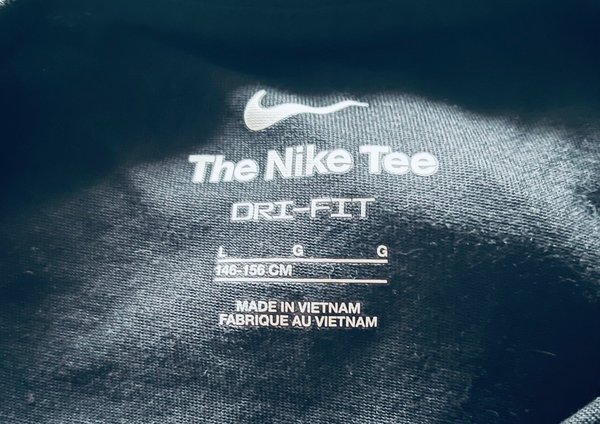 The Nike Tee
DRI-FIT
L G G
146-156 CM
MADE IN VIETNAM
FABRIQUE AU VIETNAM